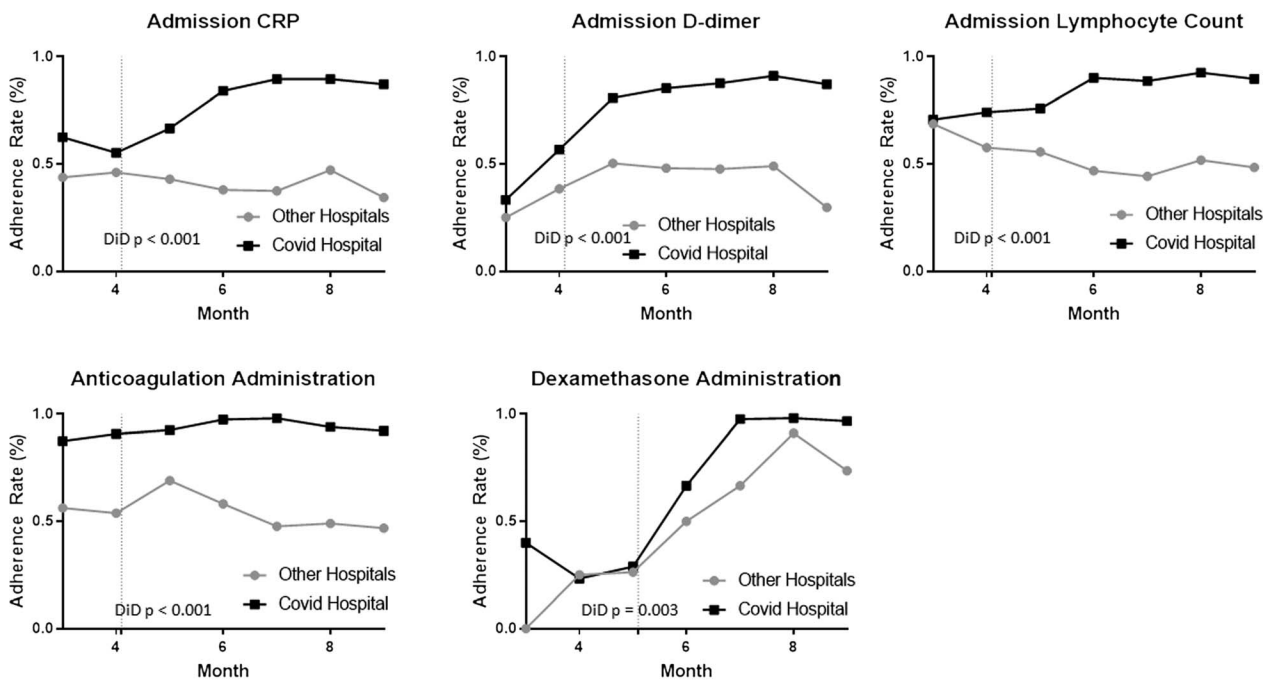 Admission CRP
Adherence Rate (%)
1.0
0.5
0.0
Other Hospitals
Covid Hospital
DiD p < 0.001
4
6
8
Month
Admission D-dimer
Adherence Rate (%)
1.0
0.5
0.0
Other Hospitals
DiD p < 0.001
Covid Hospital
4
6
8
Month
Admission Lymphocyte Count
Adherence Rate (%)
1.0
0.5
0.0
Other Hospitals
DiD p < 0.001
Covid Hospital
4
6
8
Month
Anticoagulation Administration
Adherence Rate (%)
1.0
0.5
0.0
Other Hospitals
Covid Hospital
DiD p < 0.001
4
6
8
Month
Dexamethasone Administration
Adherence Rate (%)
1.0
0.5
0.0
Other Hospitals
DiD p = 0.003
Covid Hospital
4
6
8
Month